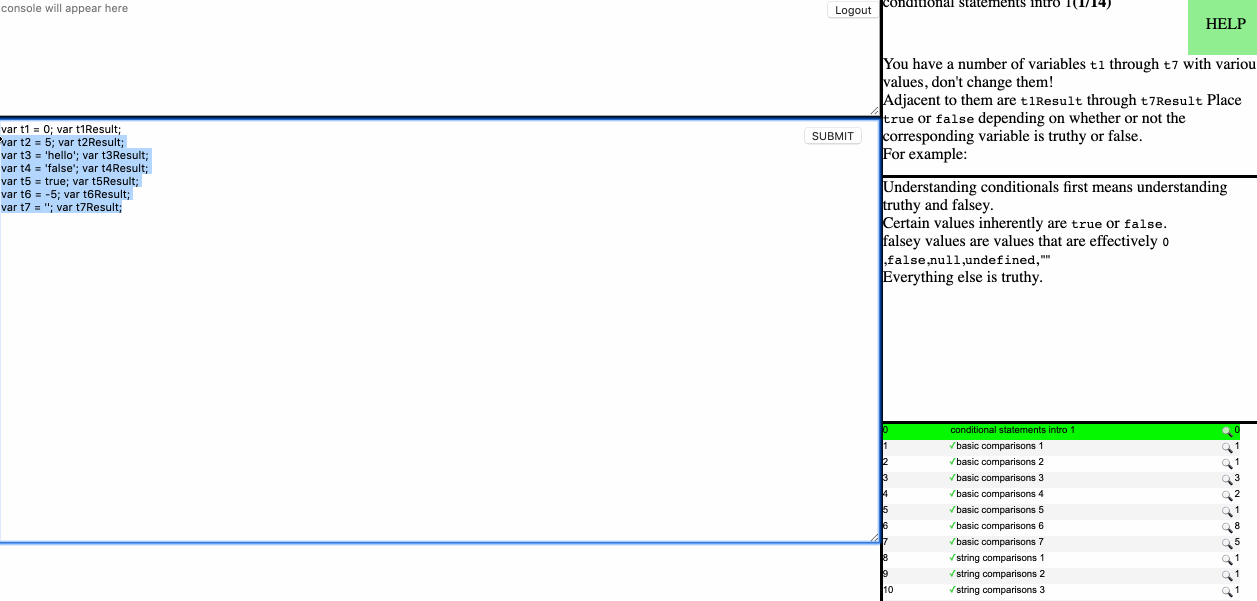 console will appear here
Logout
var t1 = 0; var t1Result;
var t2 = 5; var t2Result;
var t3 = 'hello'; var t3Result;
var t4 = 'false'; var t4Result;
var t5 = true; var t5Result;
var t6 = -5; var t6Result;
var t7 = ''; var t7Result;
SUBMIT
conditional statements intro 1(1/14)
HELP
You have a number of variables t1 through t7 with variou
values, don't change them!
Adjacent to them are t1Result through t7Result Place
true or false depending on whether or not the
corresponding variable is truthy or false.
For example:
Understanding conditionals first means understanding
truthy and falsey.
Certain values inherently are true or false.
falsey values are values that are effectively 0
,false,null,undefined,""
Everything else is truthy.
0 conditional statements intro 1 0
1 ✓basic comparisons 1 1
2 ✓basic comparisons 2 1
3 ✓basic comparisons 3 3
4 ✓basic comparisons 4 2
5 ✓basic comparisons 5 1
6 ✓basic comparisons 6 8
7 ✓basic comparisons 7 5
8 ✓string comparisons 1 1
9 ✓string comparisons 2 1
10 ✓string comparisons 3 1